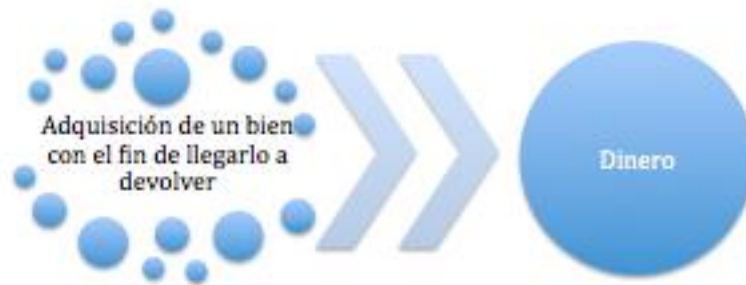 Adquisición de un bien
con el fin de llegarlo a
devolver
Dinero